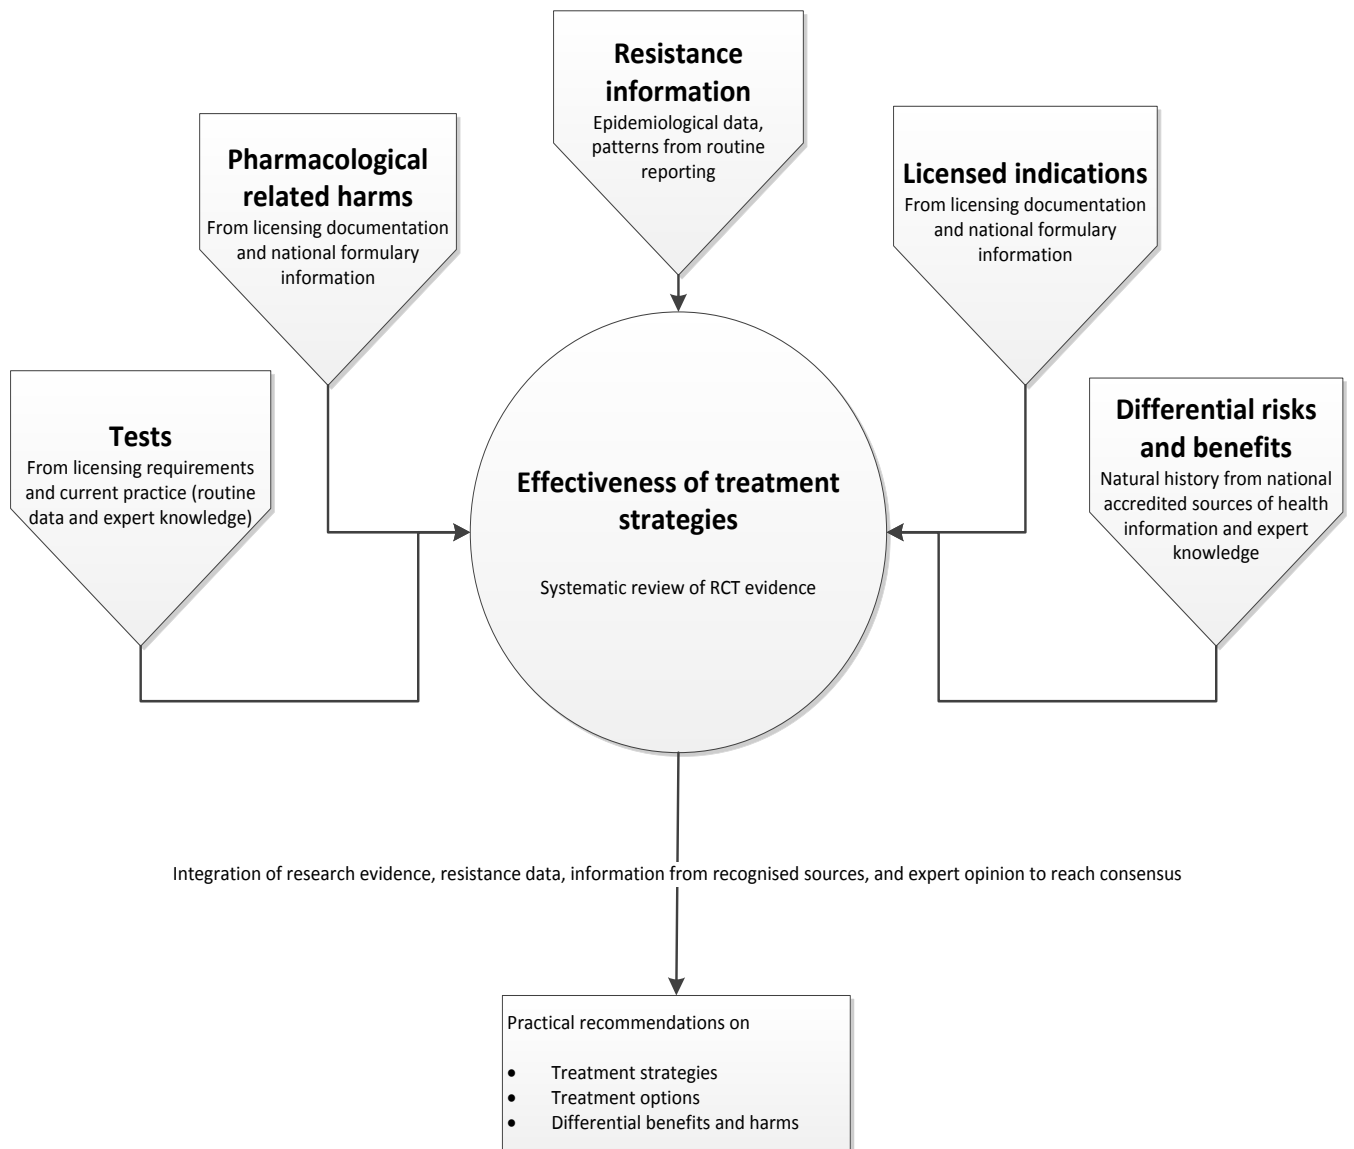 Resistance
information
Epidemiological data,
patterns from routine
reporting
Pharmacological
related harms
From licensing documentation
and national formulary
information
Licensed indications
From licensing documentation
and national formulary
information
Tests
From licensing requirements
and current practice (routine
data and expert knowledge)
Effectiveness of treatment
strategies
Systematic review of RCT evidence
Differential risks
and benefits
Natural history from national
accredited sources of health
information and expert
knowledge
Integration of research evidence, resistance data, information from recognised sources, and expert opinion to reach consensus
Practical recommendations on
• Treatment strategies
• Treatment options
• Differential benefits and harms